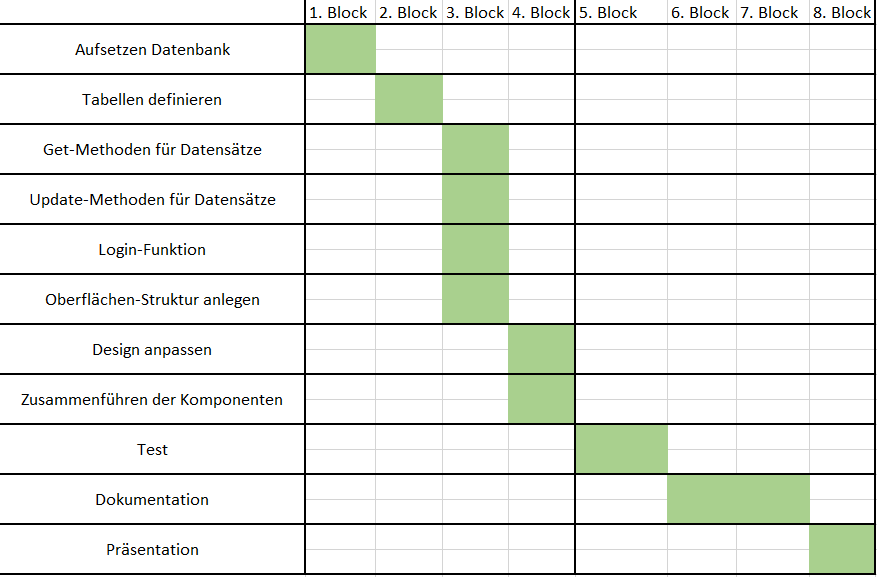 1. Block 2. Block 3. Block 4. Block 5. Block 6. Block 7. Block 8. Block
Aufsetzen Datenbank
Tabellen definieren
Get-Methoden für Datensätze
Update-Methoden für Datensätze
Login-Funktion
Oberflächen-Struktur anlegen
Design anpassen
Zusammenführen der Komponenten
Test
Dokumentation
Präsentation